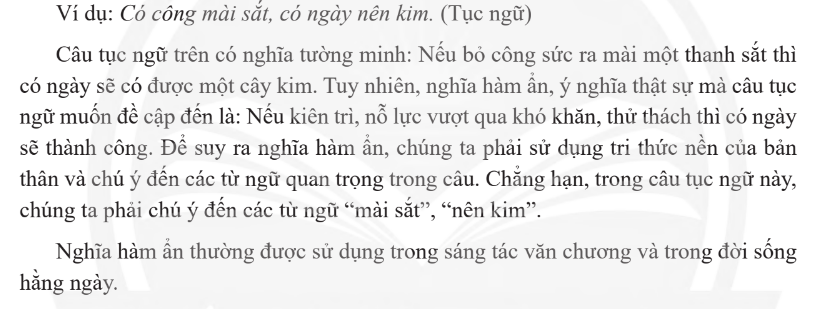 Ví dụ: Có công mài sắt, có ngày nên kim. (Tục ngữ)
Câu tục ngữ trên có nghĩa tường minh: Nếu bỏ công sức ra mài một thanh sắt thì
có ngày sẽ có được một cây kim. Tuy nhiên, nghĩa hàm ẩn, ý nghĩa thật sự mà câu tục
ngữ muốn đề cập đến là: Nếu kiên trì, nỗ lực vượt qua khó khăn, thử thách thì có ngày
sẽ thành công. Để suy ra nghĩa hàm ẩn, chúng ta phải sử dụng tri thức nền của bản
thân và chú ý đến các từ ngữ quan trọng trong câu. Chẳng hạn, trong câu tục ngữ này,
chúng ta phải chú ý đến các từ ngữ “mài sắt”, “nên kim”.
Nghĩa hàm ẩn thường được sử dụng trong sáng tác văn chương và trong đời sống
hằng ngày.